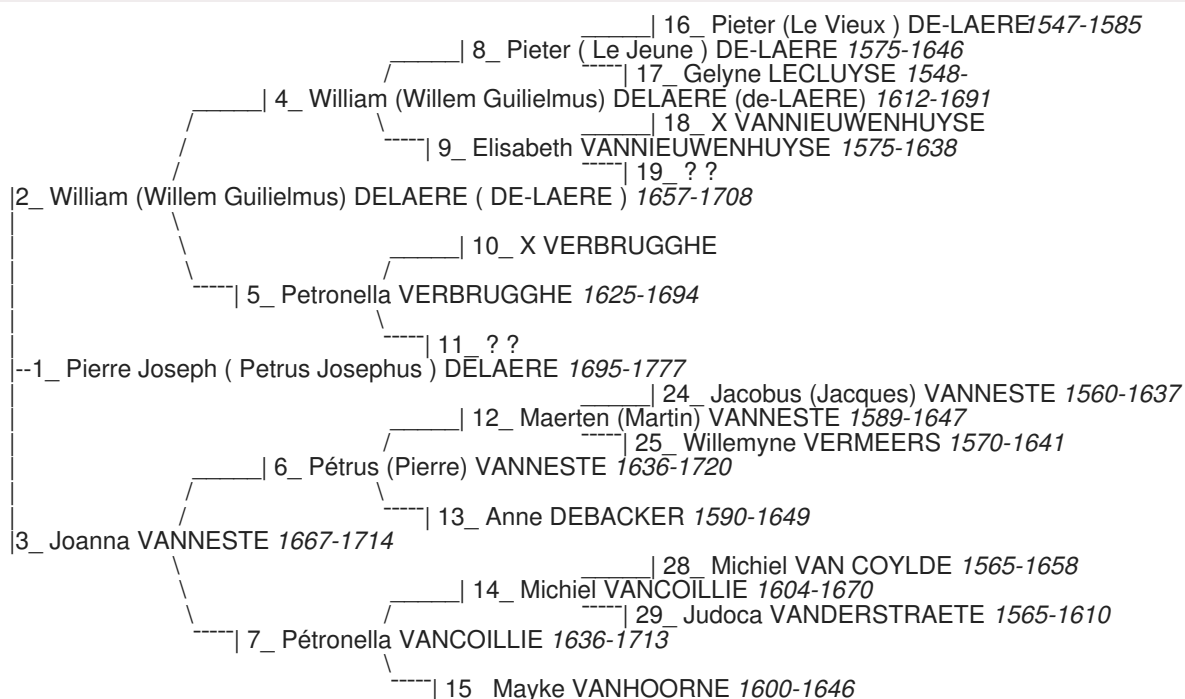 16_ Pieter (Le Vieux ) DE-LAERE 1547-1585
8_ Pieter ( Le Jeune ) DE-LAERE 1575-1646
17_ Gelyne LECLUYSE 1548-
4_ William (Willem Guilielmus) DELAERE (de-LAERE) 1612-1691
18_ X VANNIEUWENHUYSE
9_ Elisabeth VANNIEUWENHUYSE 1575-1638
19_ ? ?
2_ William (Willem Guilielmus) DELAERE ( DE-LAERE ) 1657-1708
10_ X VERBRUGGHE
5_ Petronella VERBRUGGHE 1625-1694
11_ ? ?
--1_ Pierre Joseph ( Petrus Josephus ) DELAERE 1695-1777
24_ Jacobus (Jacques) VANNESTE 1560-1637
12_ Maerten (Martin) VANNESTE 1589-1647
25_ Willemyne VERMEERS 1570-1641
6_ Pétrus (Pierre) VANNESTE 1636-1720
13_ Anne DEBACKER 1590-1649
3_ Joanna VANNESTE 1667-1714
28_ Michiel VAN COYLDE 1565-1658
14_ Michiel VANCOILLIE 1604-1670
29_ Judoca VANDERSTRAETE 1565-1610
7_ Pétronella VANCOILLIE 1636-1713
15_ Mayke VANHOORNE 1600-1646